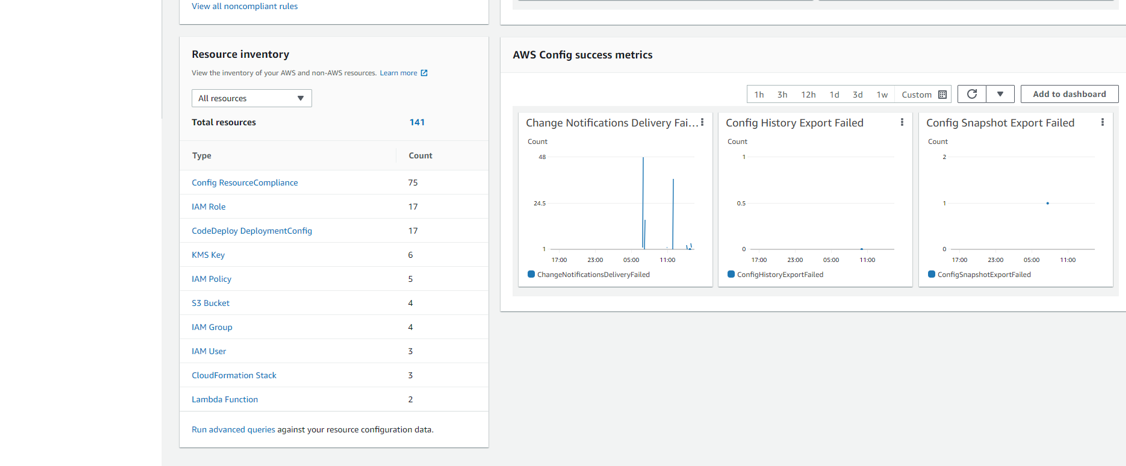 View all noncompliant rules
Resource inventory
View the inventory of your AWS and non-AWS resources. Learn more
All resources
Total resources 141
Type Count
Config ResourceCompliance 75
IAM Role 17
CodeDeploy DeploymentConfig 17
KMS Key 6
IAM Policy 5
S3 Bucket 4
IAM Group 4
IAM User 3
CloudFormation Stack 3
Lambda Function 2
Run advanced queries against your resource configuration data.
AWS Config success metrics
1h 3h 12h 1d 3d 1w Custom Add to dashboard
Change Notifications Delivery Fai...
Count
48
24.5
1
17:00 23:00 05:00 11:00
ChangeNotificationsDeliveryFailed
Config History Export Failed
Count
1
0.5
0
17:00 23:00 05:00 11:00
ConfigHistoryExportFailed
Config Snapshot Export Failed
Count
2
1
0
17:00 23:00 05:00 11:00
ConfigSnapshotExportFailed